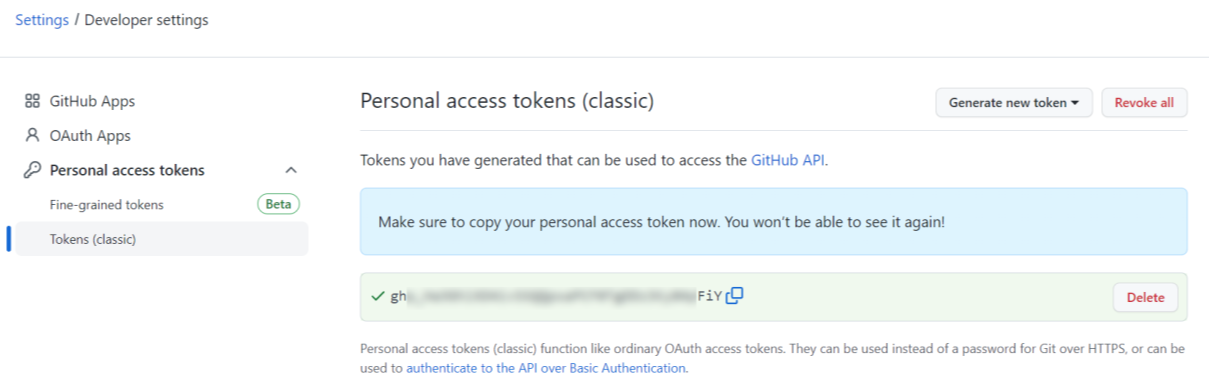 Settings / Developer settings
GitHub Apps
OAuth Apps
Personal access tokens
Fine-grained tokens Beta
Tokens (classic)
Personal access tokens (classic)
Generate new token
Revoke all
Tokens you have generated that can be used to access the GitHub API.
Make sure to copy your personal access token now. You won't be able to see it again!
gh FiY
Delete
Personal access tokens (classic) function like ordinary OAuth access tokens. They can be used instead of a password for Git over HTTPS, or can be
used to authenticate to the API over Basic Authentication.